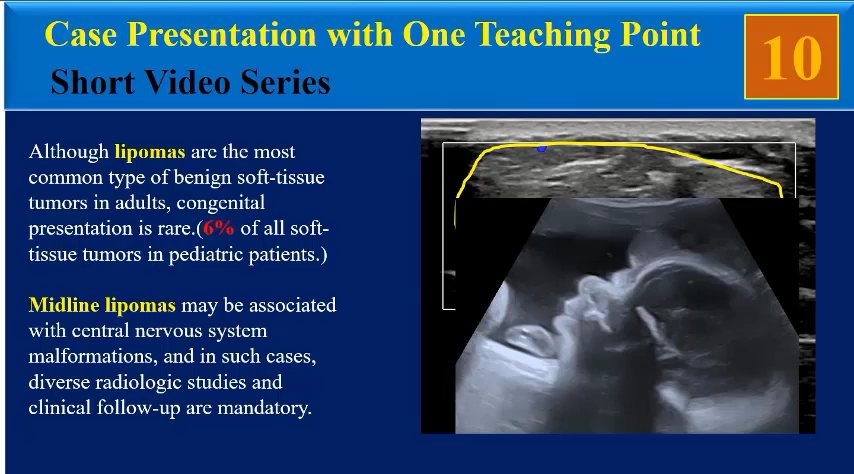 Case Presentation with One Teaching Point
Short Video Series
10
Although lipomas are the most
common type of benign soft-tissue
tumors in adults, congenital
presentation is rare.(6% of all soft-
tissue tumors in pediatric patients.)
Midline lipomas may be associated
with central nervous system
malformations, and in such cases,
diverse radiologic studies and
clinical follow-up are mandatory.